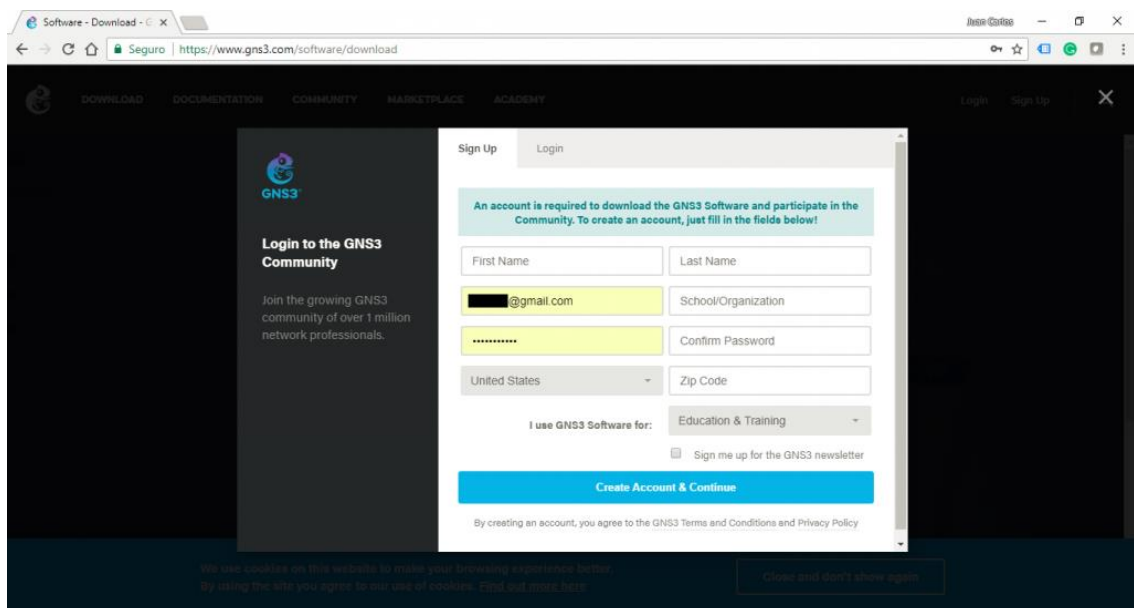 Software - Download - G
Juan Carlos
Seguro | https://www.gns3.com/software/download
DOWNLOAD DOCUMENTATION COMMUNITY MARKETPLACE ACADEMY Login Sign Up
Sign Up Login
GNS3
An account is required to download the GNS3 Software and participate in the
Community. To create an account, just fill in the fields below!
Login to the GNS3
Community
First Name Last Name
Join the growing GNS3
community of over 1 million
network professionals.
@gmail.com School/Organization
••••••••••• Confirm Password
United States Zip Code
I use GNS3 Software for: Education & Training
Sign me up for the GNS3 newsletter
Create Account & Continue
By creating an account, you agree to the GNS3 Terms and Conditions and Privacy Policy
We use cookies on this website to make your browsing experience better.
By using the site you agree to our use of cookies. Find out more here
Close and don't show again